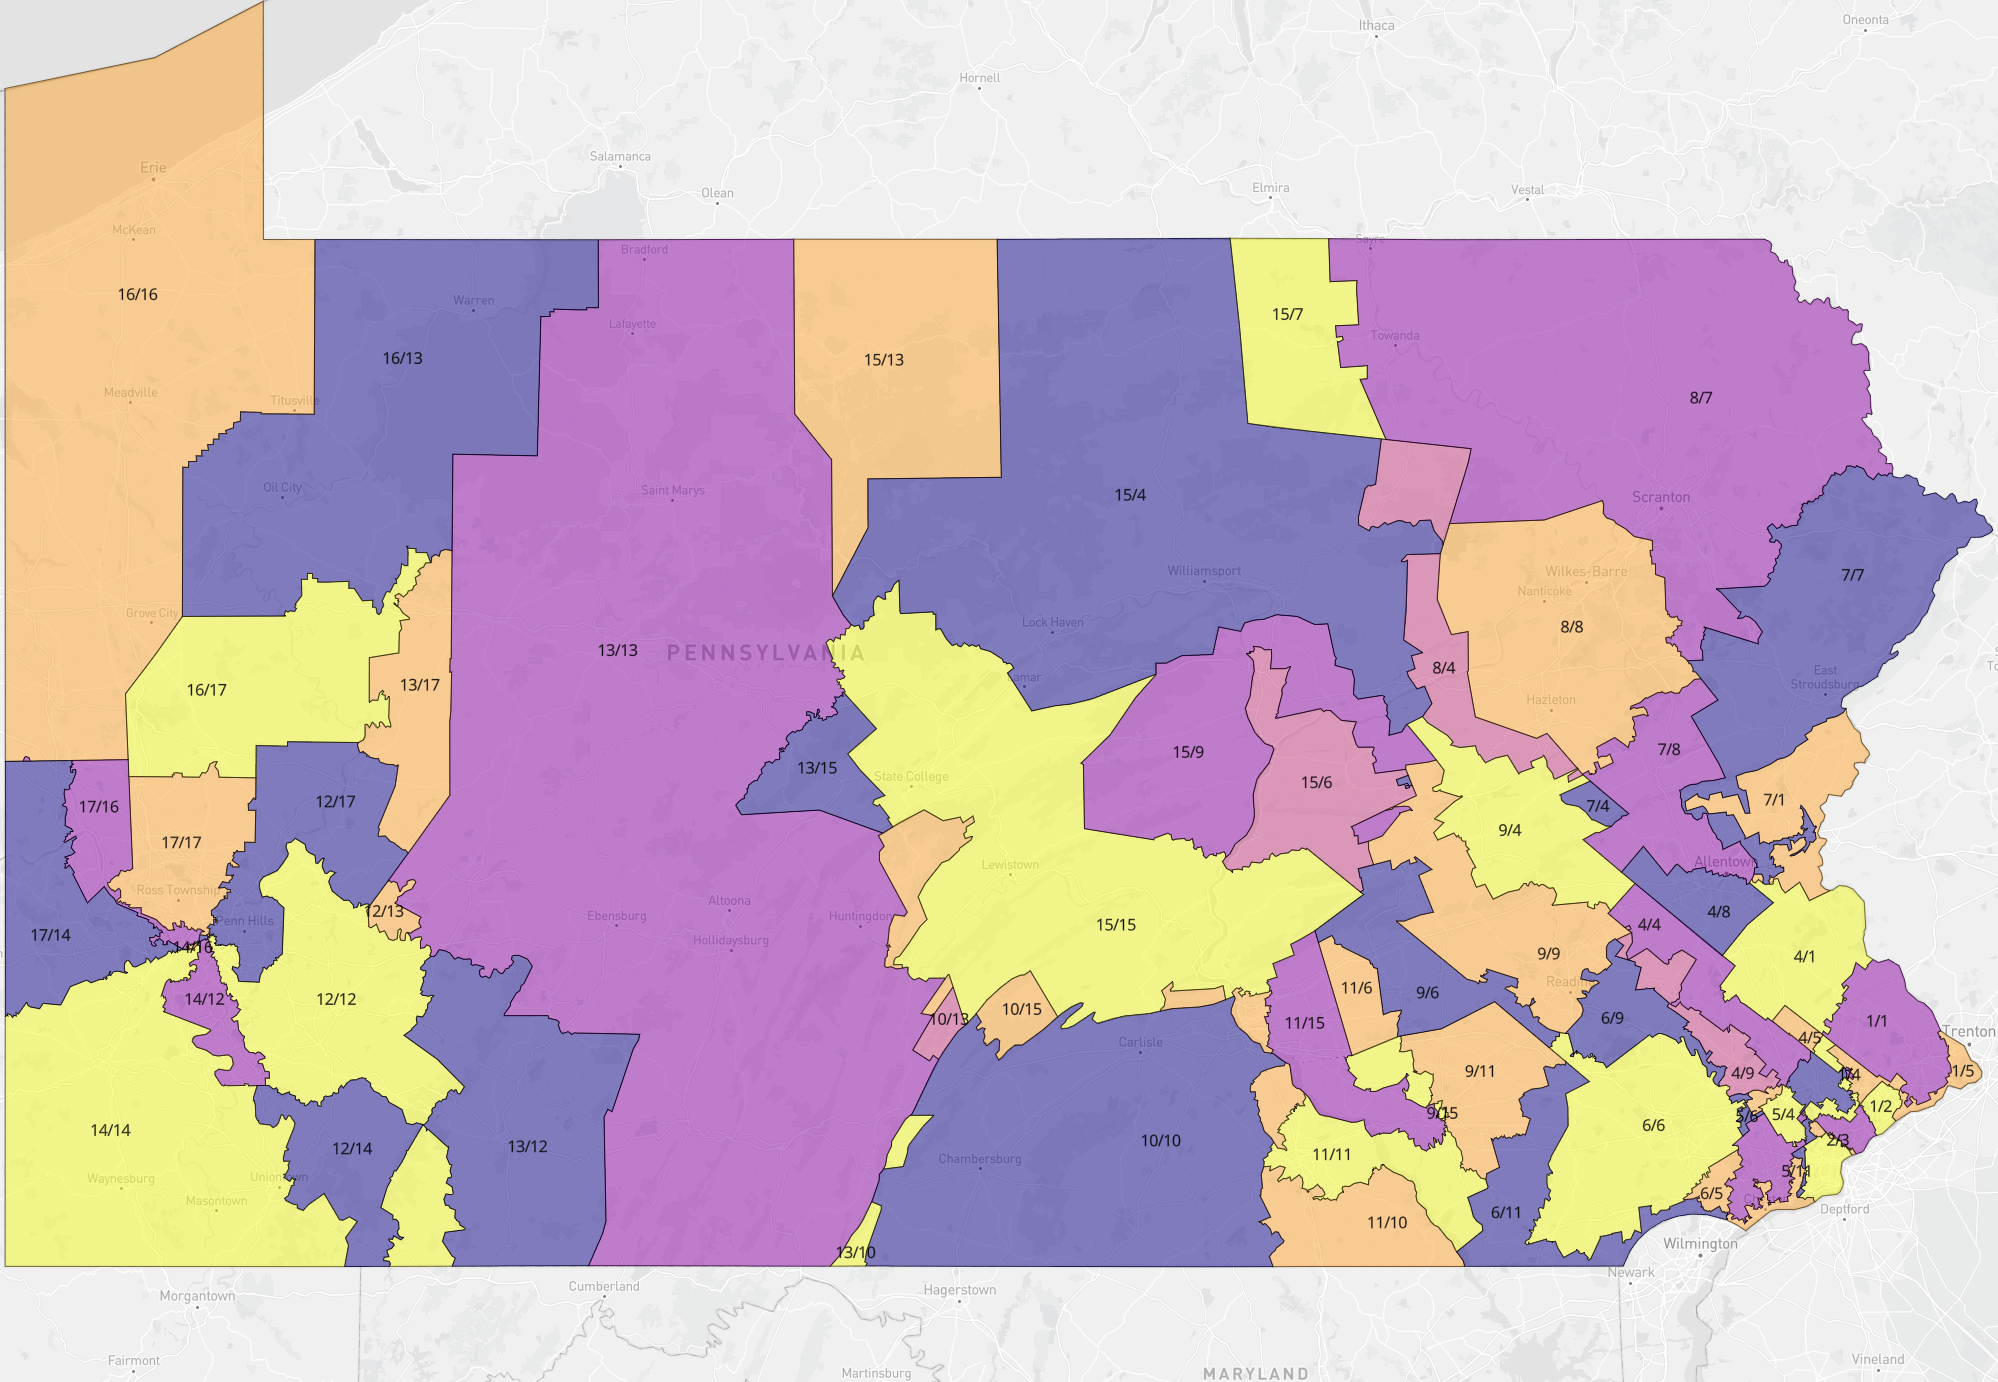 Ithaca
Oneonta
Hornell
Erie
Salamanca
Olean
Elmira
Vestal
McKean
Bradford
Sayre
16/16
Warren
15/7
Lafayette
Towanda
16/13
15/13
Meadville
Titusville
8/7
Oil City
Saint Marys
15/4
Scranton
Williamsport
Wilkes-Barre
Nanticoke
7/7
Grove City
Lock Haven
8/8
13/13
PENNSYLVANIA
8/4
East
Stroudsburg
16/17
13/17
Hazleton
15/9
7/8
13/15
State College
15/6
17/16
12/17
7/4
7/1
17/17
9/4
Lewistown
Allentown
Ross Township
Altoona
12/13
Ebensburg
Huntingdon
4/8
Penn Hills
17/14
14/16
Hollidaysburg
15/15
4/4
9/9
4/1
Reading
14/12
12/12
10/13
10/15
11/15
11/6
9/6
6/9
1/1
Trenton
Carlisle
4/5
9/11
4/9
1/5
14/14
12/14
13/12
10/10
9/15
6/6
5/6
5/4
1/2
2/3
11/11
Chambersburg
Waynesburg
Uniontown
Masontown
5/11
6/5
6/11
11/10
Deptford
13/10
Wilmington
Newark
Morgantown
Cumberland
Hagerstown
Fairmont
Martinsburg
MARYLAND
Vineland